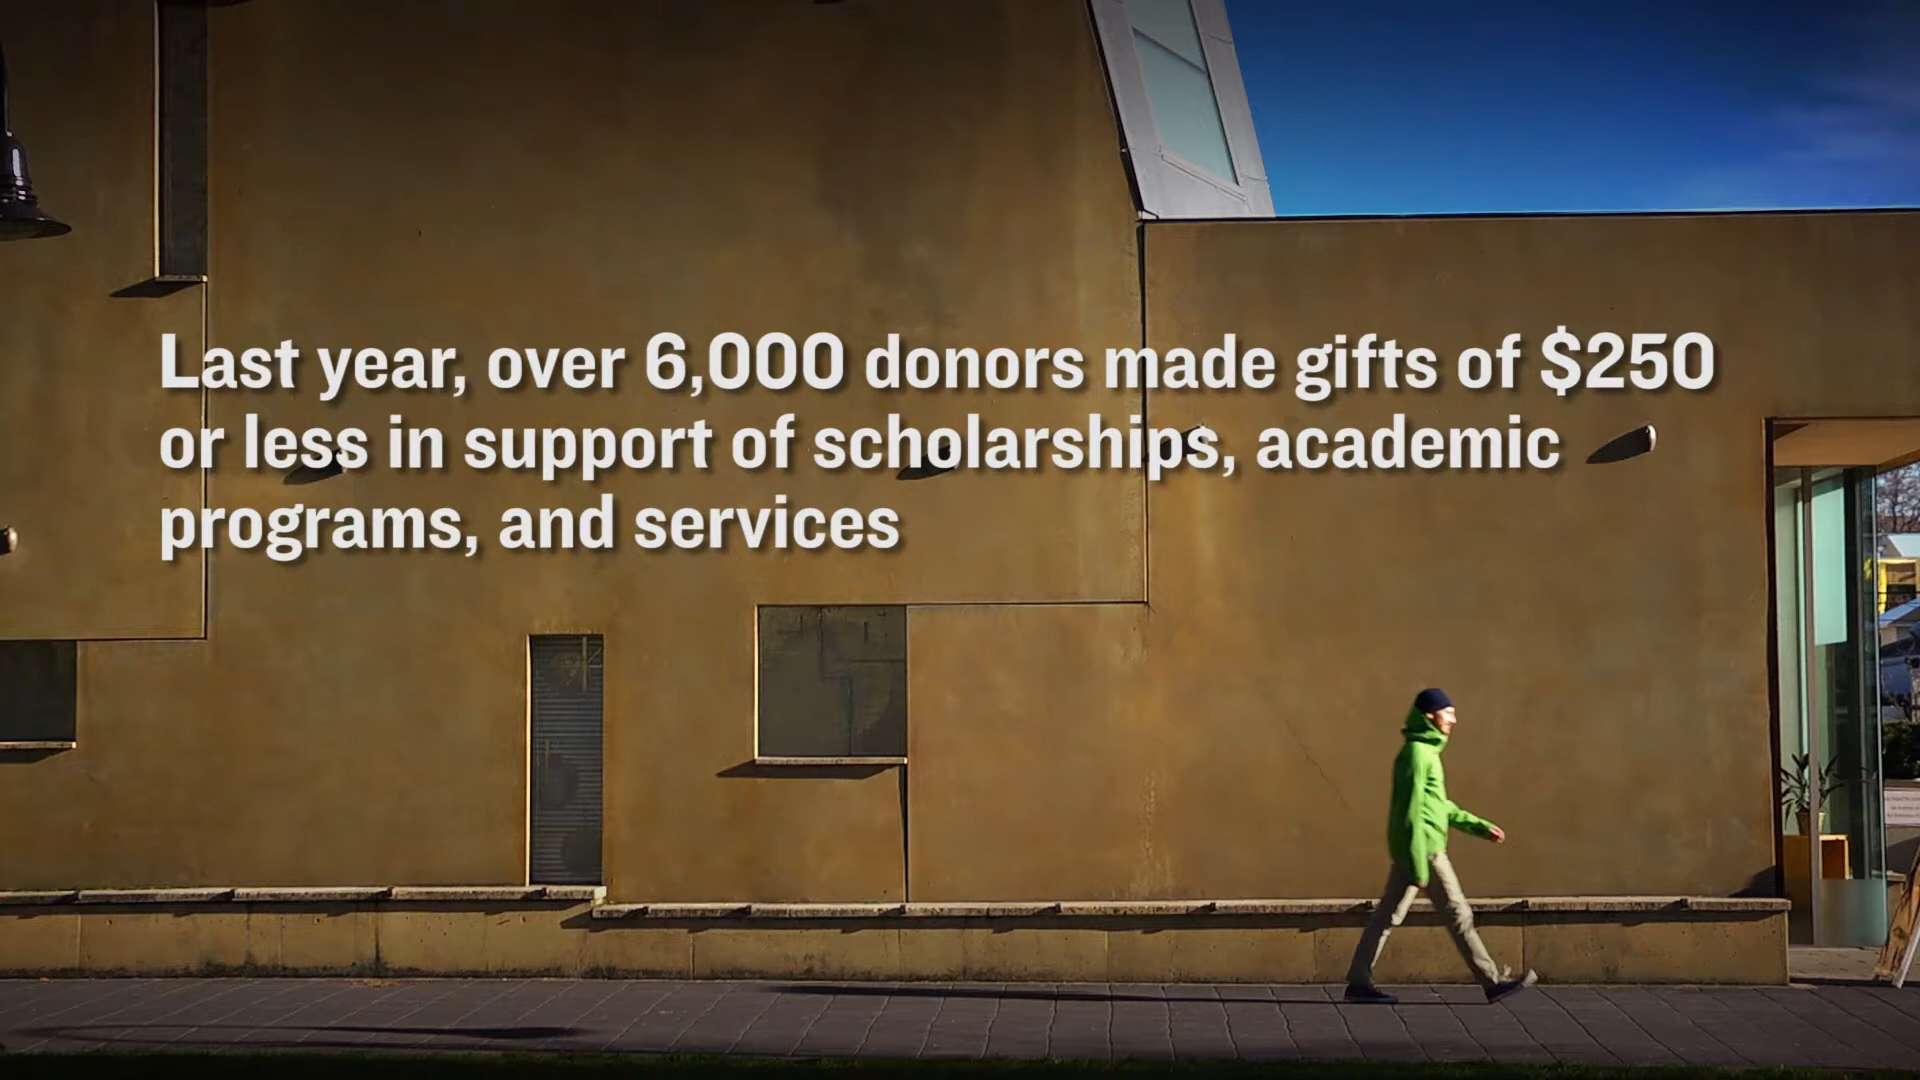 Last year, over 6,000 donors made gifts of $250
or less in support of scholarships, academic
programs, and services